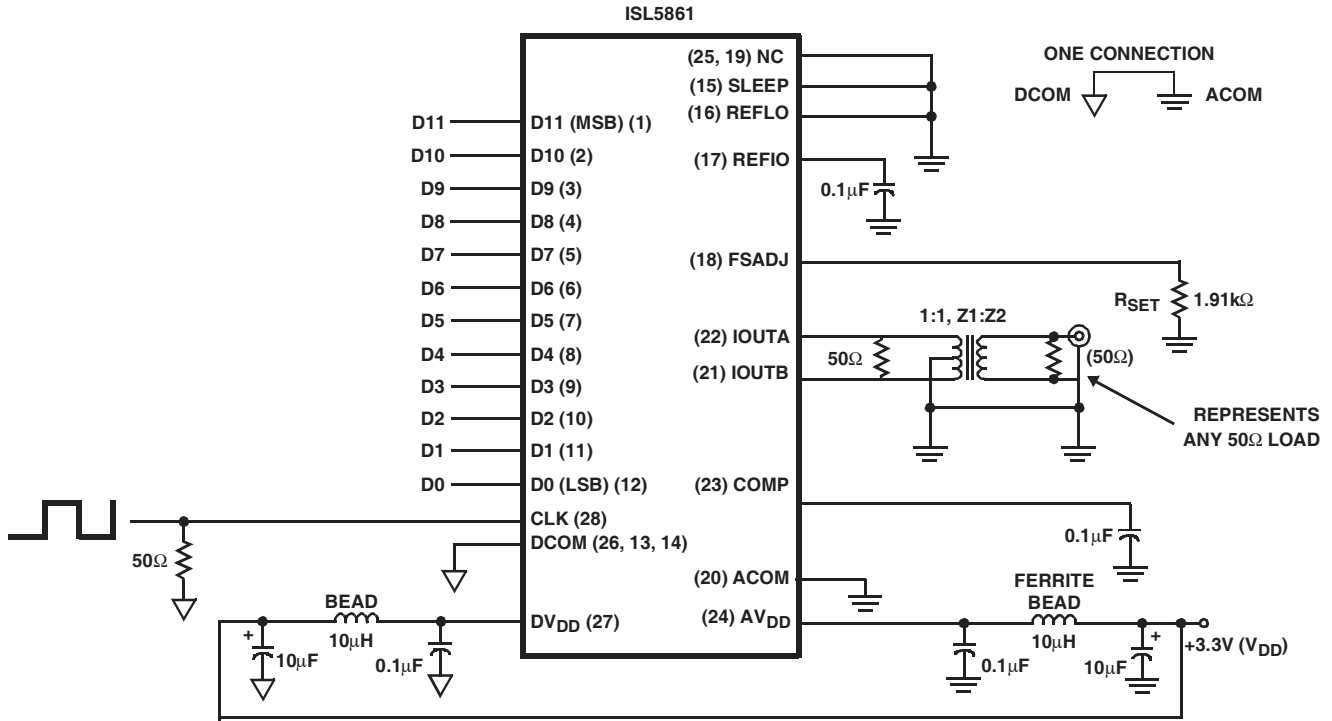 ISL5861
(25, 19) NC
(15) SLEEP
(16) REFLO
(17) REFIO
0.1μF
(18) FSADJ
RSET
1.91kΩ
ONE CONNECTION
DCOM
ACOM
D11
D11 (MSB) (1)
D10
D10 (2)
D9
D9 (3)
D8
D8 (4)
D7
D7 (5)
D6
D6 (6)
D5
D5 (7)
D4
D4 (8)
D3
D3 (9)
D2
D2 (10)
D1
D1 (11)
D0
D0 (LSB) (12)
CLK (28)
50Ω
DCOM (26, 13, 14)
DVDD (27)
BEAD
10μH
+
10μF
0.1μF
1:1, Z1:Z2
(22) IOUTA
50Ω
(21) IOUTB
(50Ω)
REPRESENTS
ANY 50Ω LOAD
(23) COMP
0.1μF
(20) ACOM
(24) AVDD
FERRITE
BEAD
10μH
0.1μF
10μF
+
+3.3V (VDD)